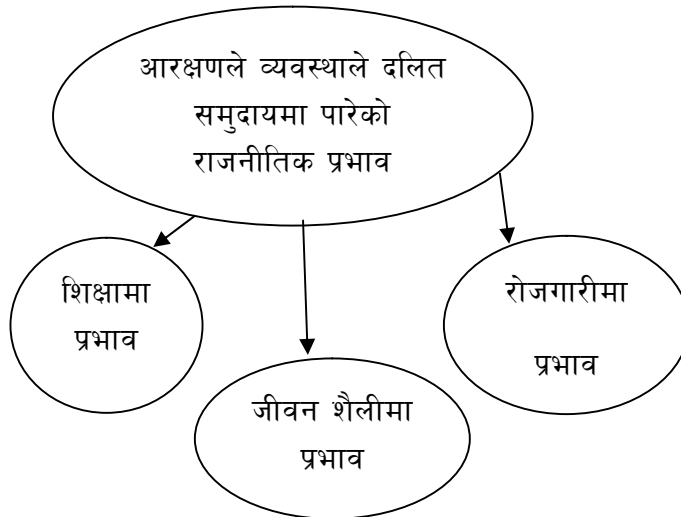 आरक्षणले व्यवस्थाले दलित
समुदायमा पारेको
राजनीतिक प्रभाव
शिक्षामा
प्रभाव
जीवन शैलीमा
प्रभाव
रोजगारीमा
प्रभाव